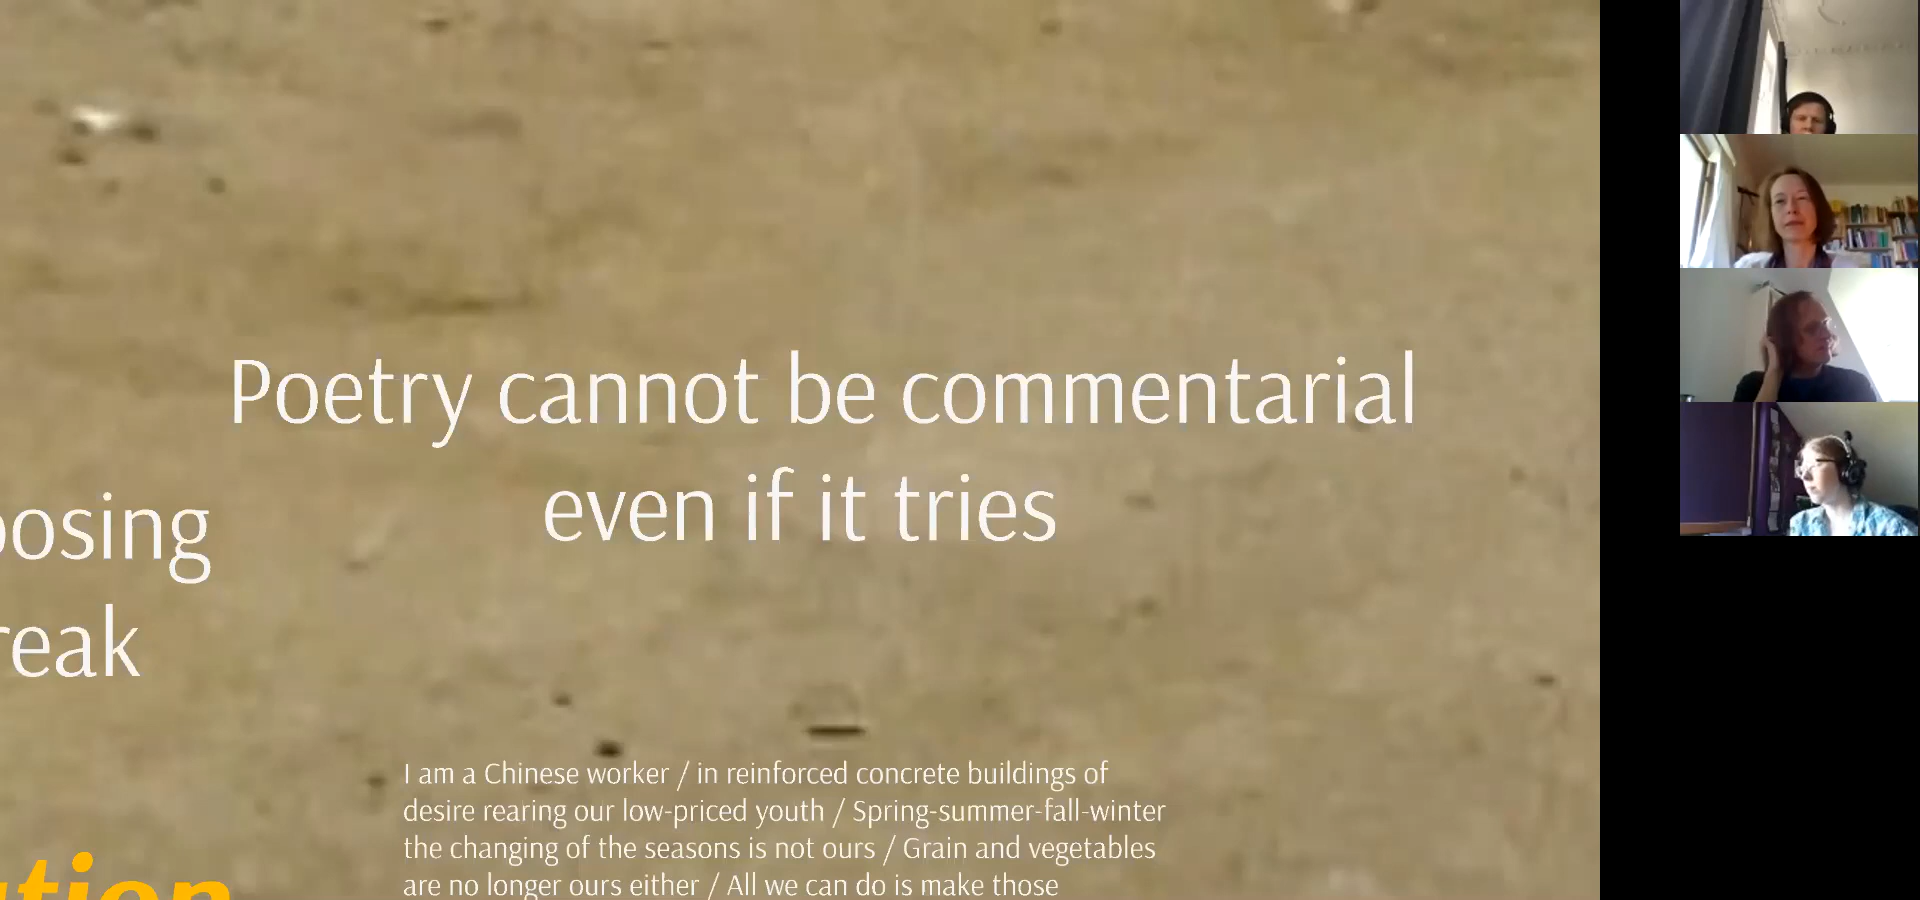 Poetry cannot be commentarial
even if it tries
I am a Chinese worker / in reinforced concrete buildings of
desire rearing our low-priced youth / Spring-summer-fall-winter
the changing of the seasons is not ours / Grain and vegetables
are no longer ours either / All we can do is make those